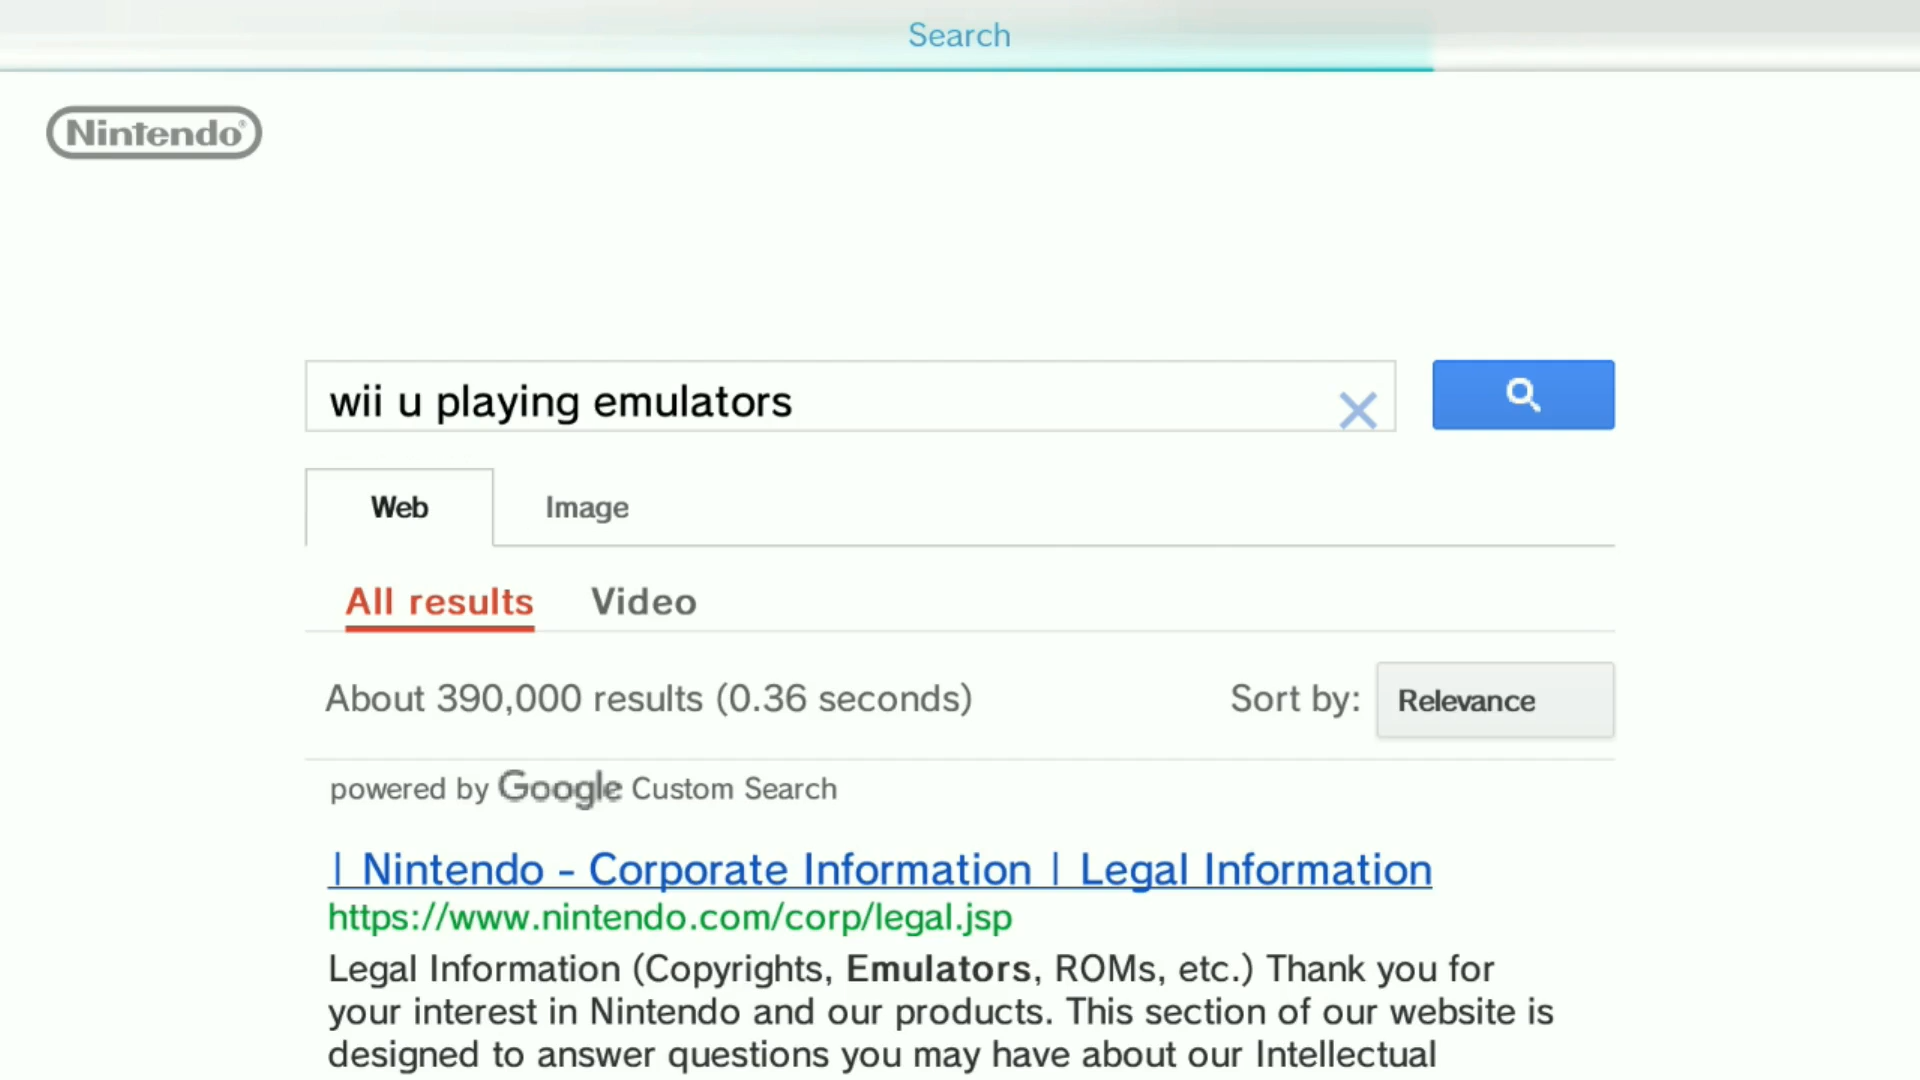 Search
Nintendo®
wii u playing emulators
Web Image
All results Video
About 390,000 results (0.36 seconds) Sort by: Relevance
powered by Google Custom Search
| Nintendo - Corporate Information | Legal Information
https://www.nintendo.com/corp/legal.jsp
Legal Information (Copyrights, Emulators, ROMs, etc.) Thank you for
your interest in Nintendo and our products. This section of our website is
designed to answer questions you may have about our Intellectual